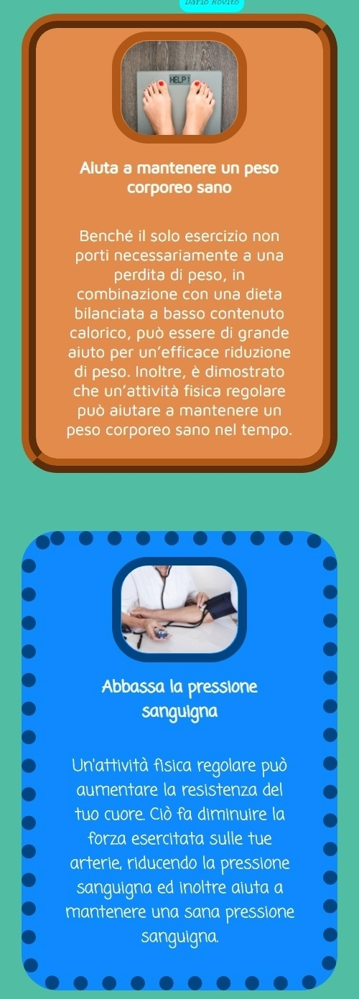 Dario Rovito
HELP!
Aiuta a mantenere un peso
corporeo sano
Benché il solo esercizio non
porti necessariamente a una
perdita di peso, in
combinazione con una dieta
bilanciata a basso contenuto
calorico, può essere di grande
aiuto per un’efficace riduzione
di peso. Inoltre, è dimostrato
che un’attività fisica regolare
può aiutare a mantenere un
peso corporeo sano nel tempo.
Abbassa la pressione
sanguigna
Un'attività fisica regolare può
aumentare la resistenza del
tuo cuore. Ciò fa diminuire la
forza esercitata sulle tue
arterie, riducendo la pressione
sanguigna ed inoltre aiuta a
mantenere una sana pressione
sanguigna.